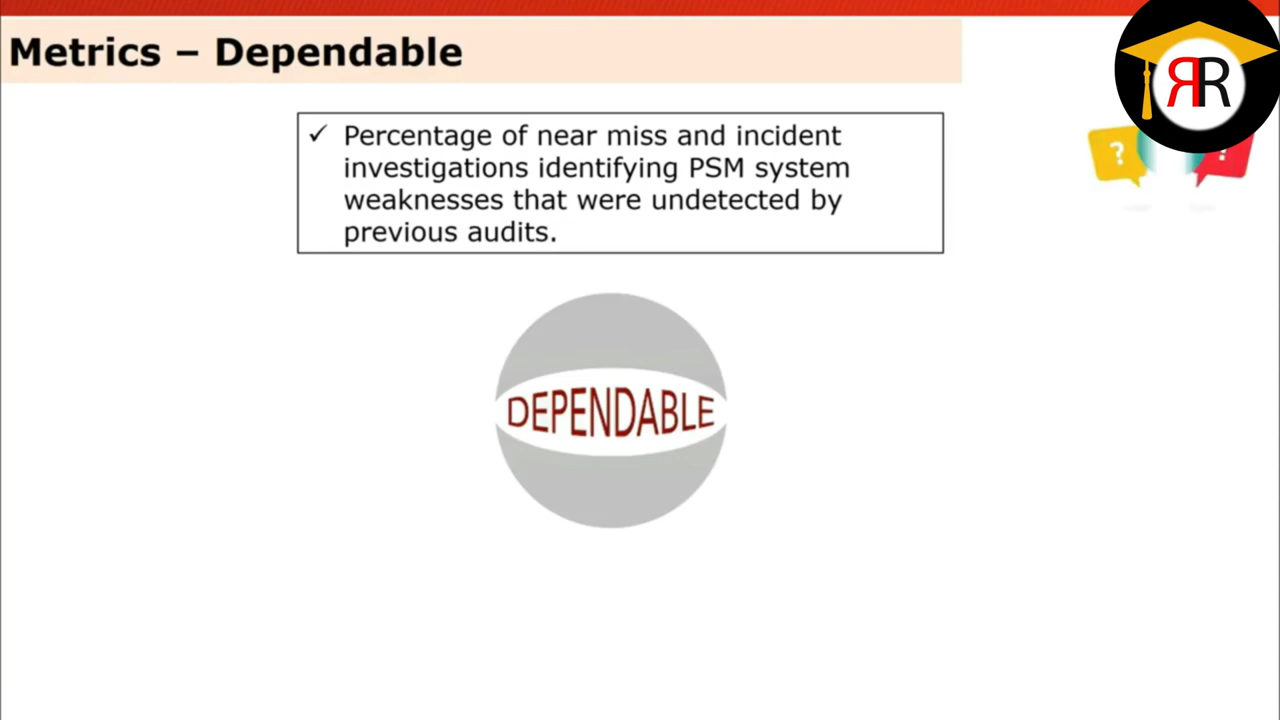 Metrics – Dependable
ЯR
? ?
✓ Percentage of near miss and incident
investigations identifying PSM system
weaknesses that were undetected by
previous audits.
DEPENDABLE